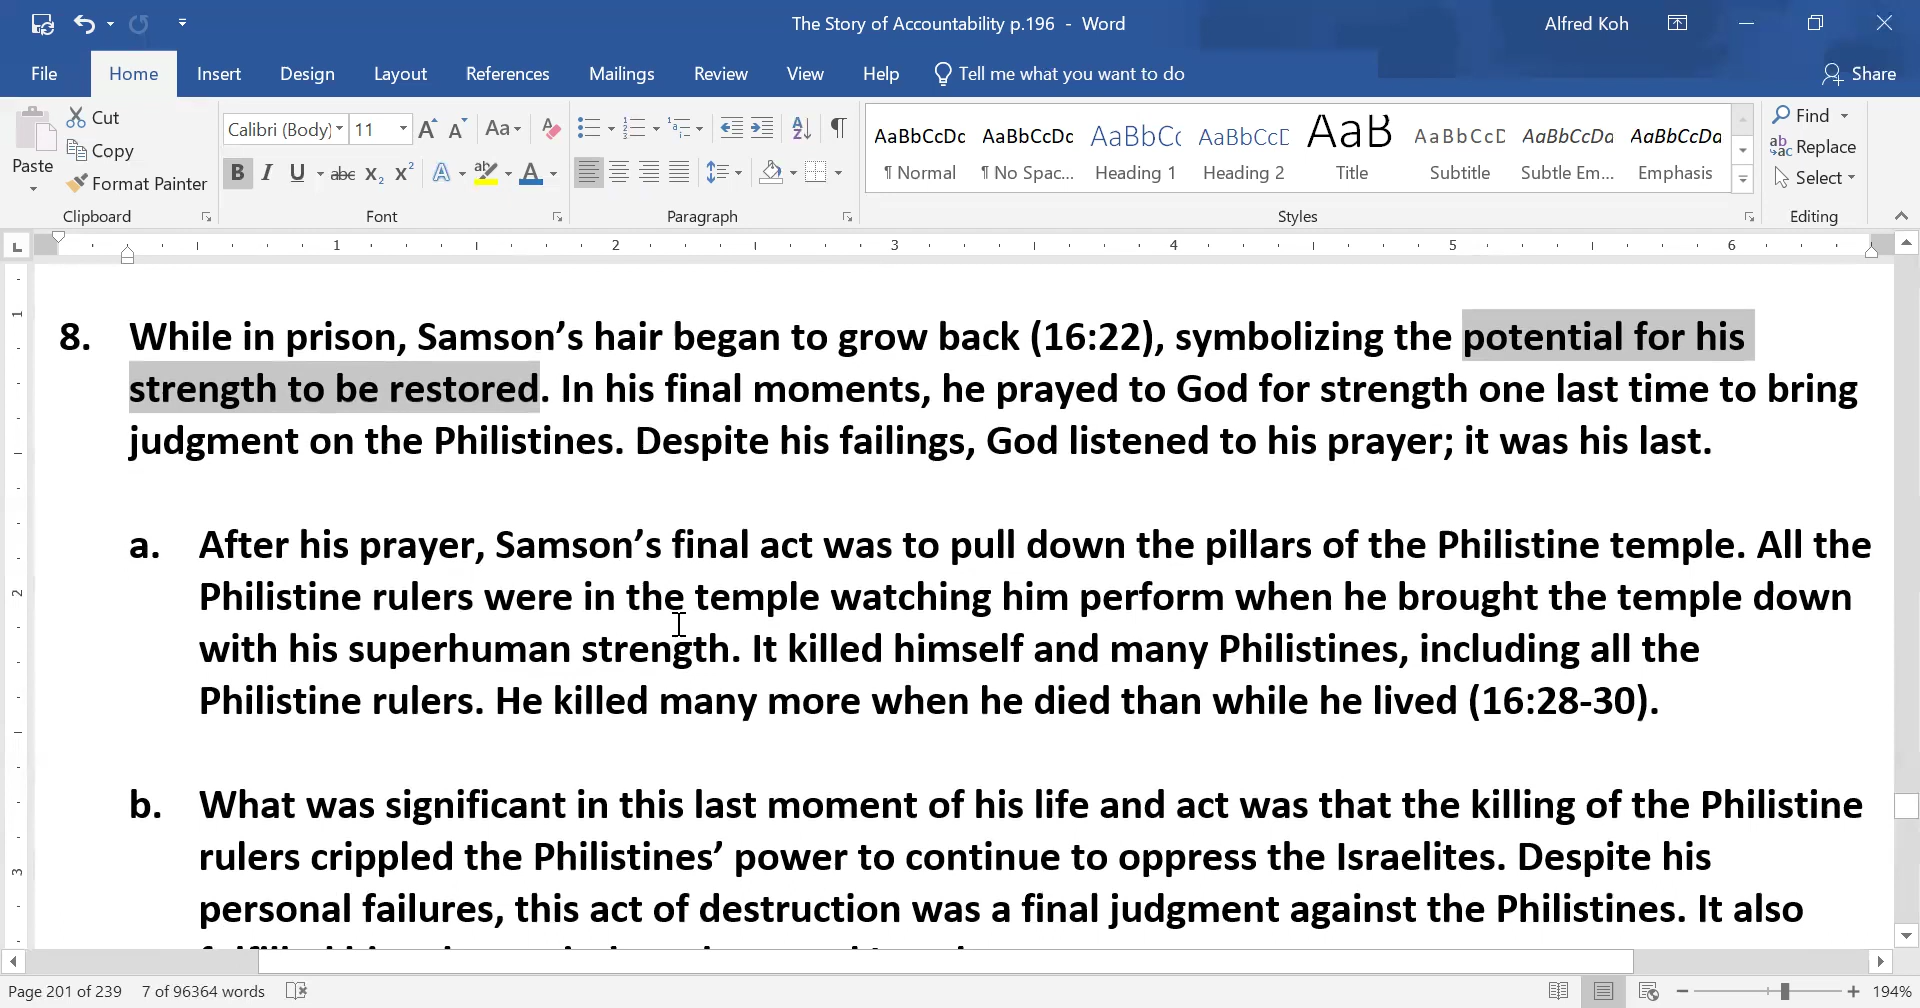 The Story of Accountability p.196 - Word
Alfred Koh
File Home Insert Design Layout References Mailings Review View Help Tell me what you want to do Share
Paste
Cut
Copy
Format Painter
Clipboard
Calibri (Body) 11
Font
Paragraph
AaBbCcDc AaBbCcDc AaBbC AaBbCcD AaB AaBbCcD AaBbCcDd AaBbCcDd
¶ Normal ¶ No Spac... Heading 1 Heading 2 Title Subtitle Subtle Em... Emphasis
Styles
Find
Replace
Select
Editing
1 2 3 4 5 6
8. While in prison, Samson’s hair began to grow back (16:22), symbolizing the potential for his
strength to be restored. In his final moments, he prayed to God for strength one last time to bring
judgment on the Philistines. Despite his failings, God listened to his prayer; it was his last.
a. After his prayer, Samson’s final act was to pull down the pillars of the Philistine temple. All the
Philistine rulers were in the temple watching him perform when he brought the temple down
with his superhuman strength. It killed himself and many Philistines, including all the
Philistine rulers. He killed many more when he died than while he lived (16:28-30).
b. What was significant in this last moment of his life and act was that the killing of the Philistine
rulers crippled the Philistines’ power to continue to oppress the Israelites. Despite his
personal failures, this act of destruction was a final judgment against the Philistines. It also
Page 201 of 239 7 of 96364 words 194%